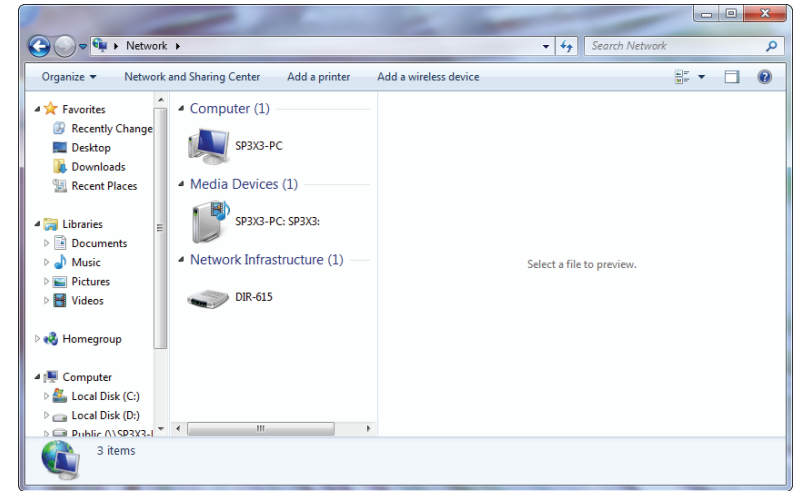 Network
Search Network
Organize
Network and Sharing Center
Add a printer
Add a wireless device
Favorites
Recently Change
Desktop
Downloads
Recent Places
Libraries
Documents
Music
Pictures
Videos
Homegroup
Computer
Local Disk (C:)
Local Disk (D:)
Public (\\SP3X3-
Computer (1)
SP3X3-PC
Media Devices (1)
SP3X3-PC: SP3X3:
Network Infrastructure (1)
DIR-615
Select a file to preview.
3 items